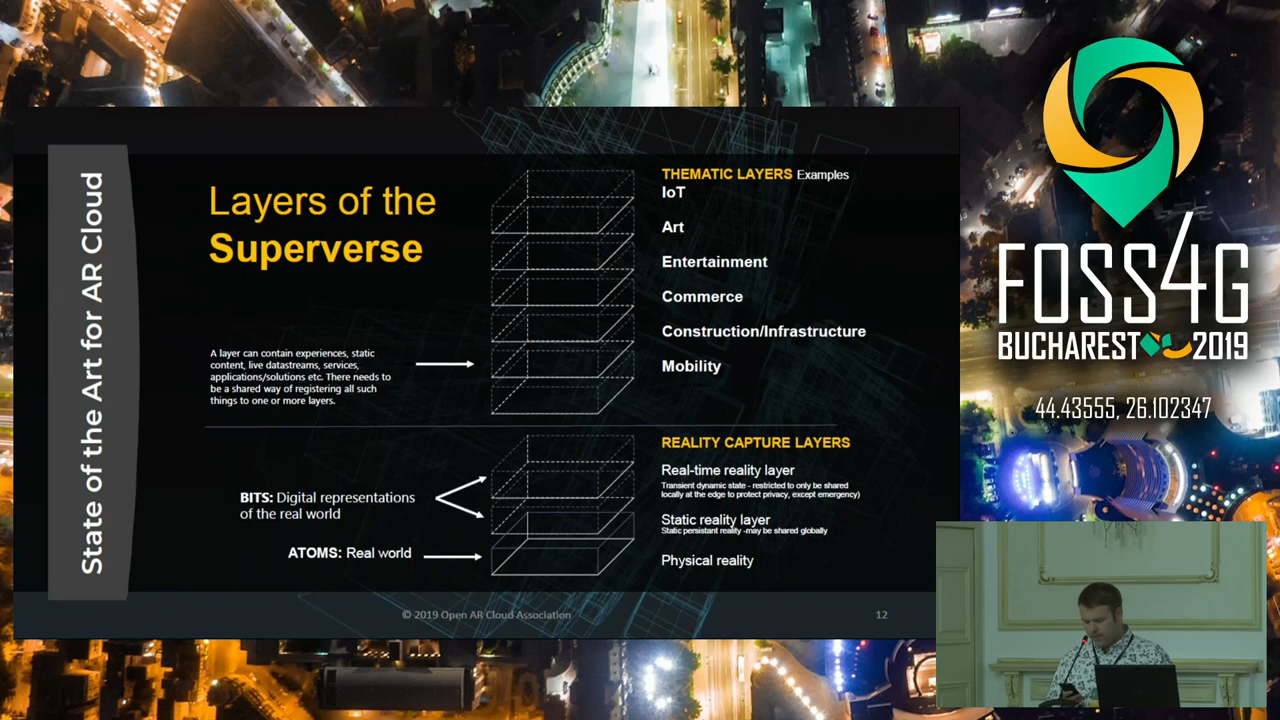 State of the Art for AR Cloud
Layers of the
Superverse
A layer can contain experiences, static
content, live datastreams, services,
applications/solutions etc. There needs to
be a shared way of registering all such
things to one or more layers.
THEMATIC LAYERS Examples
IoT
Art
Entertainment
Commerce
Construction/Infrastructure
Mobility
BITS: Digital representations
of the real world
ATOMS: Real world
REALITY CAPTURE LAYERS
Real-time reality layer
Transient dynamic state - restricted to only be shared
locally at the edge to protect privacy, except emergency)
Static reality layer
Static persistant reality -may be shared globally
Physical reality
© 2019 Open AR Cloud Association
12
FOSS4G
BUCHAREST 2019
44.43555, 26.102347